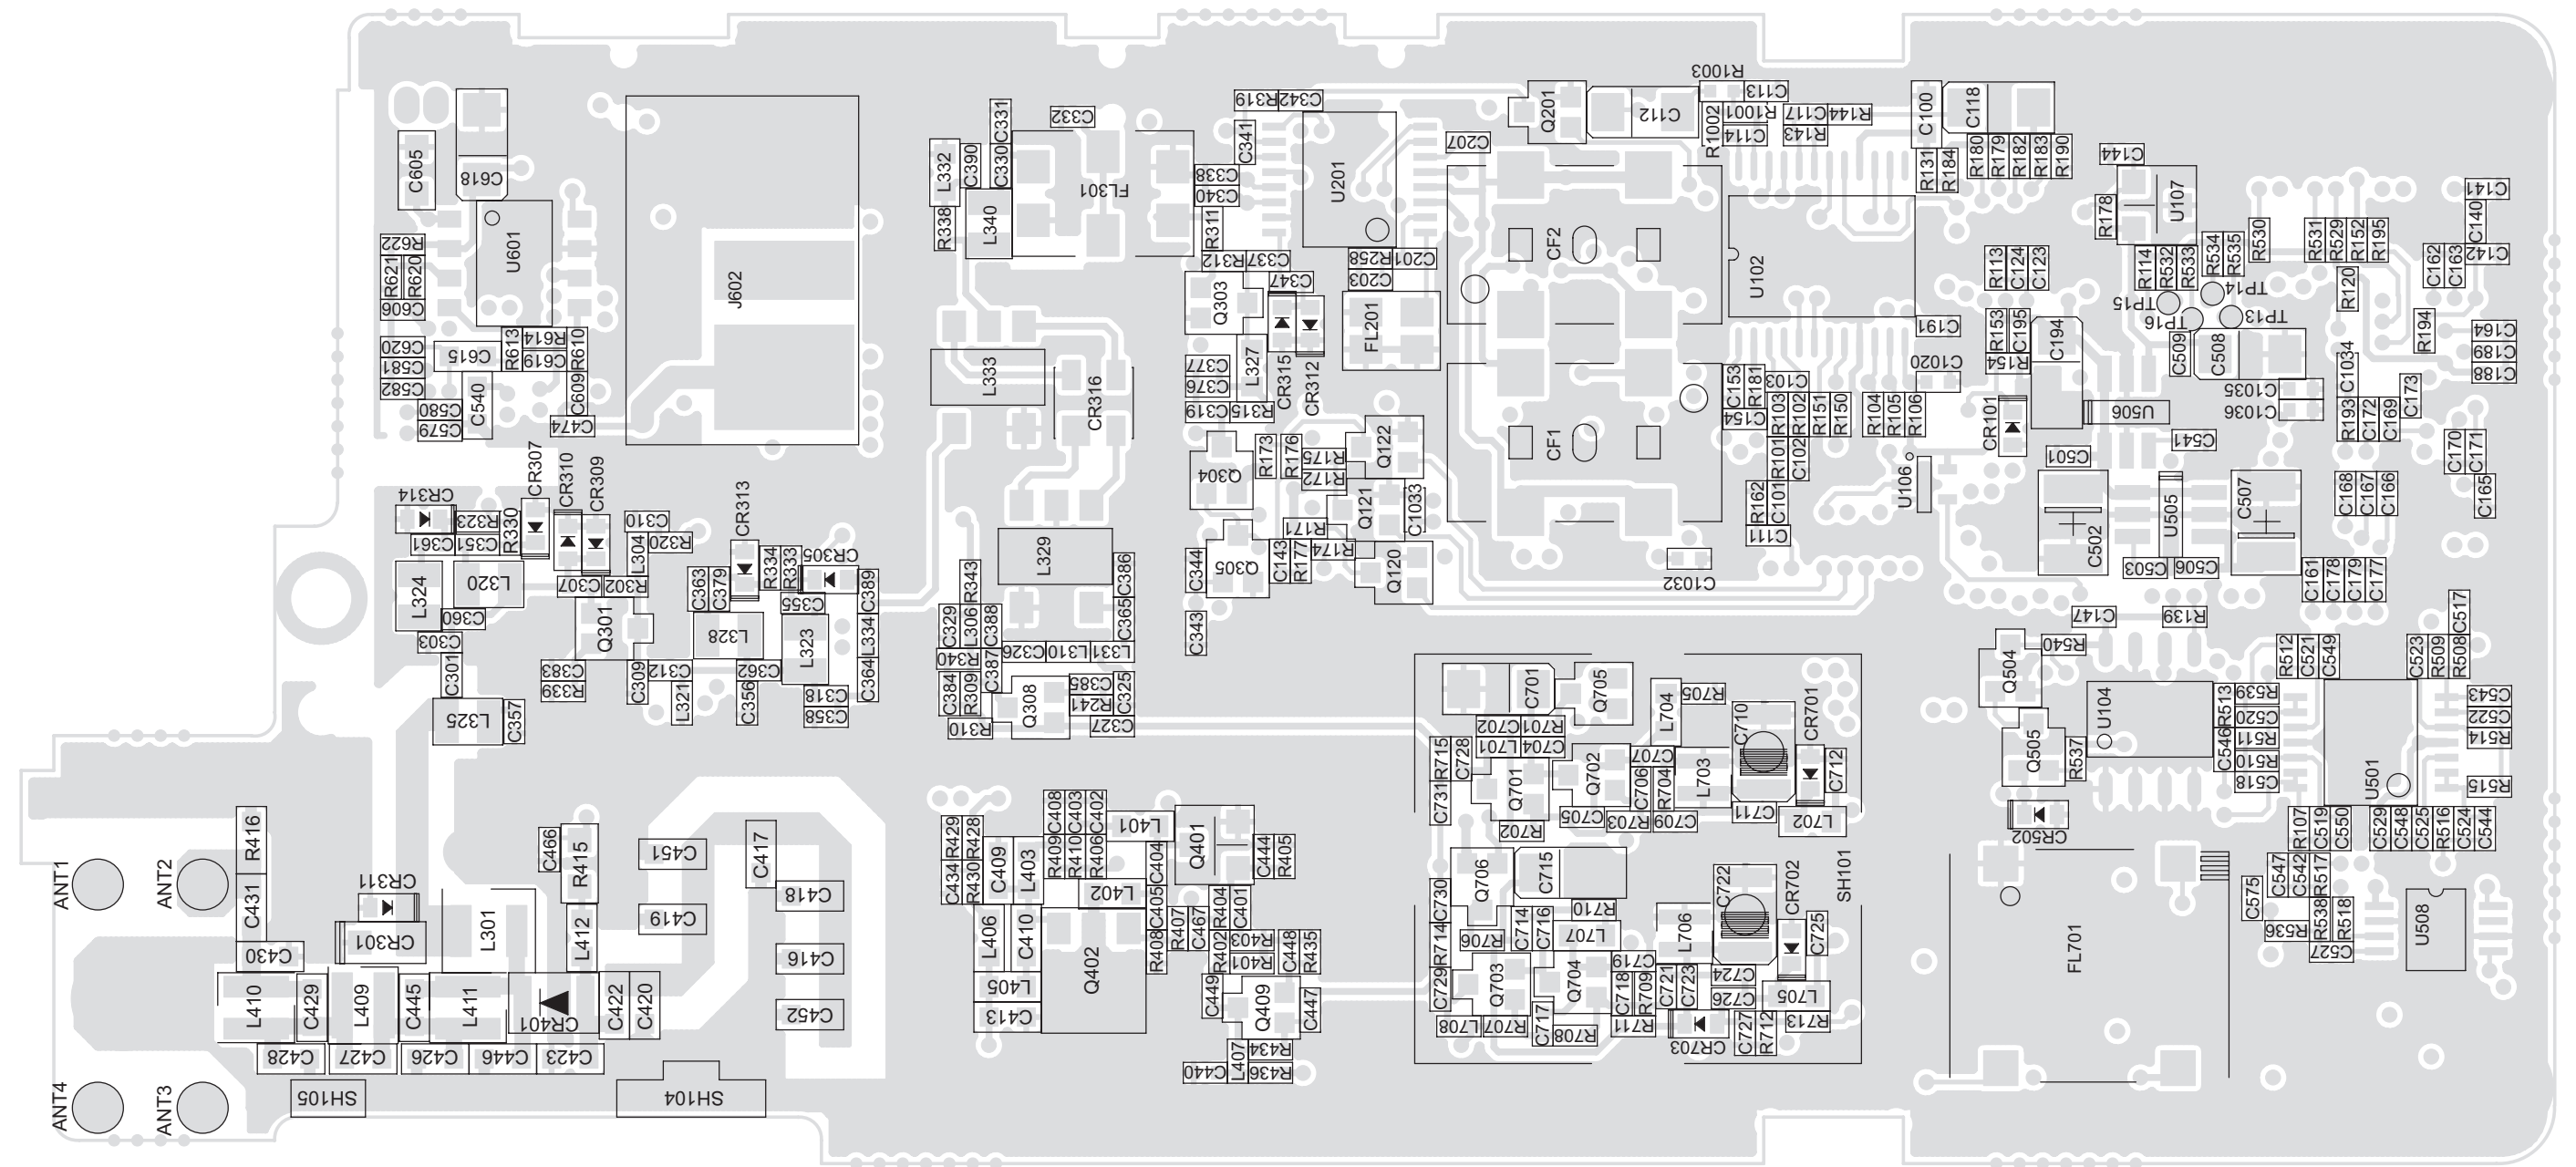 R1003
R319 C342
C332
C331
C341
Q201
C112
R1002
C113
R1001
C114
C117
R143
R144
C100
C118
C605
C618
L332
C390
C330
L340
R338
FL301
C338
C340
R311
U201
C207
R131
R184
R180
R179
R182
R183
R190
C144
U107
R178
C141
C140
C142
R622
R621
R620
C606
U601
J602
R312 C337
C347
R258 C201
C203
Q303
CF2
U102
R113
C124
C123
R114
R532
R533
R534
R535
R530
R531
R529
R152
R195
R120
C162
C163
TP15
TP14
TP16
TP13
C620
C581
C582
C615
R613
R614
C619
R610
C609
C580
C579
C540
C474
L333
CR316
C377
C376
C319 R315
L327
CR315
CR312
FL201
C191
C1020
R153
C195
R154
C194
C509
C508
C1034
R194
C164
C189
C188
C1035
C1036
C153
R181
C103
C154
R103
R102
R151
R150
R104
R105
R106
CR101
U506
R193
C172
C169
C173
CF1
Q304
R173
R176
R175
R172
Q122
R101
C102
C541
C501
C170
C171
CR307
CR310
CR309
CR314
R323
C361 C351
R330
C310
L304
R320
CR313
R334
R333
CR305
L329
Q121
C1033
R171
R174
R162
C101
C111
U106
C502
U505
C507
C168
C167
C166
C165
L324
L320
C307 R302
C363
C379
C355
C389
R343
C386
C344
Q305
C143
R177
Q120
C1032
C503
C506
C161
C178
C179
C177
C360
C303
C301
Q301
L328
L323
L334
C364
C329
L306
C388
C365
C343
C147
R139
C517
C383
R339
C309
C312
L321
C362
C356
C318
C358
R340
C387
C326 L310 L331
C384
R309
R310
Q308
C385
R241
C325
C327
Q504
R540
R512
C521
C549
C523
R509
R508
L325
C357
C701
Q705
L704
R705
C710
CR701
U104
R513
C546
R539
C520
R511
R510
C518
U501
C543
C522
R514
R515
C702 R701
L701 C704
R715
C728
C731
Q701
Q702
C707
C706
R704
L703
C712
Q505
R537
R702
C705
R703 C709
C711
L702
CR502
R416
C431
C466
R415
C451
C417
R429
R428
C434
R430
C409
L403
C408
C403
C402
R409
R410
R406
L401
C404
Q401
C444
R405
R107
C519
C550
C529
C548
C525
R516
C524
C544
ANT1
ANT2
CR311
CR301
L301
L412
C418
C419
C416
L402
C405
L406
C410
Q402
R408
R407
C467
R404
C401
R402
R403
R401
C448
R435
C730
R714
C729
Q706
C715
R710
R706
C714
C716
L707
C722
CR702
SH101
L706
C725
C575
C547
C542
R517
R538
R518
R536
C527
U508
FL701
C430
L410
C429
L409
C445
L411
CR401
C422
C420
C452
L405
C413
C449
Q409
C447
Q703
Q704
C719
C718
R709
C721
C723
C724
C726
L705
L708 R707
C717
R708
R711
CR703
C727
R712
R713
C428
C427
C426
C446
C423
L407
R434
C440
R436
ANT4
ANT3
SH105
SH104